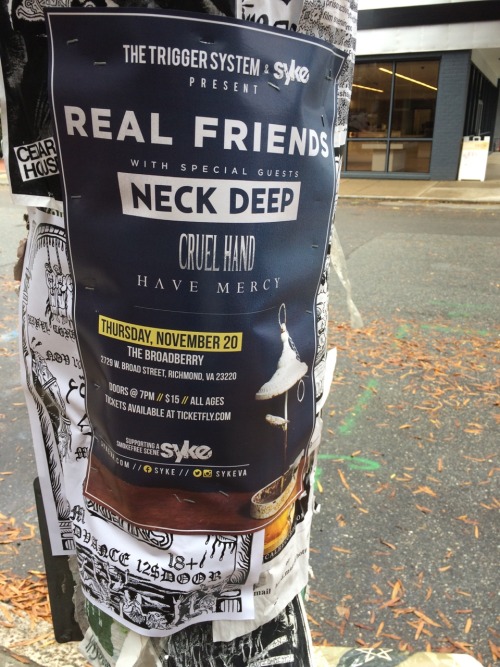 THE TRIGGER SYSTEM & syke
PRESENT
REAL FRIENDS
WITH SPECIAL GUESTS
NECK DEEP
CRUEL HAND
HAVE MERCY
THURSDAY, NOVEMBER 20
THE BROADBERRY
2729 W. BROAD STREET, RICHMOND, VA 23220
DOORS @ 7PM // $15 // ALL AGES
TICKETS AVAILABLE AT TICKETFLY.COM
SUPPORTING A
SMOKEFREE SCENE
syke
.COM // SYKE // SYKEVA
18+/
12$DOOR